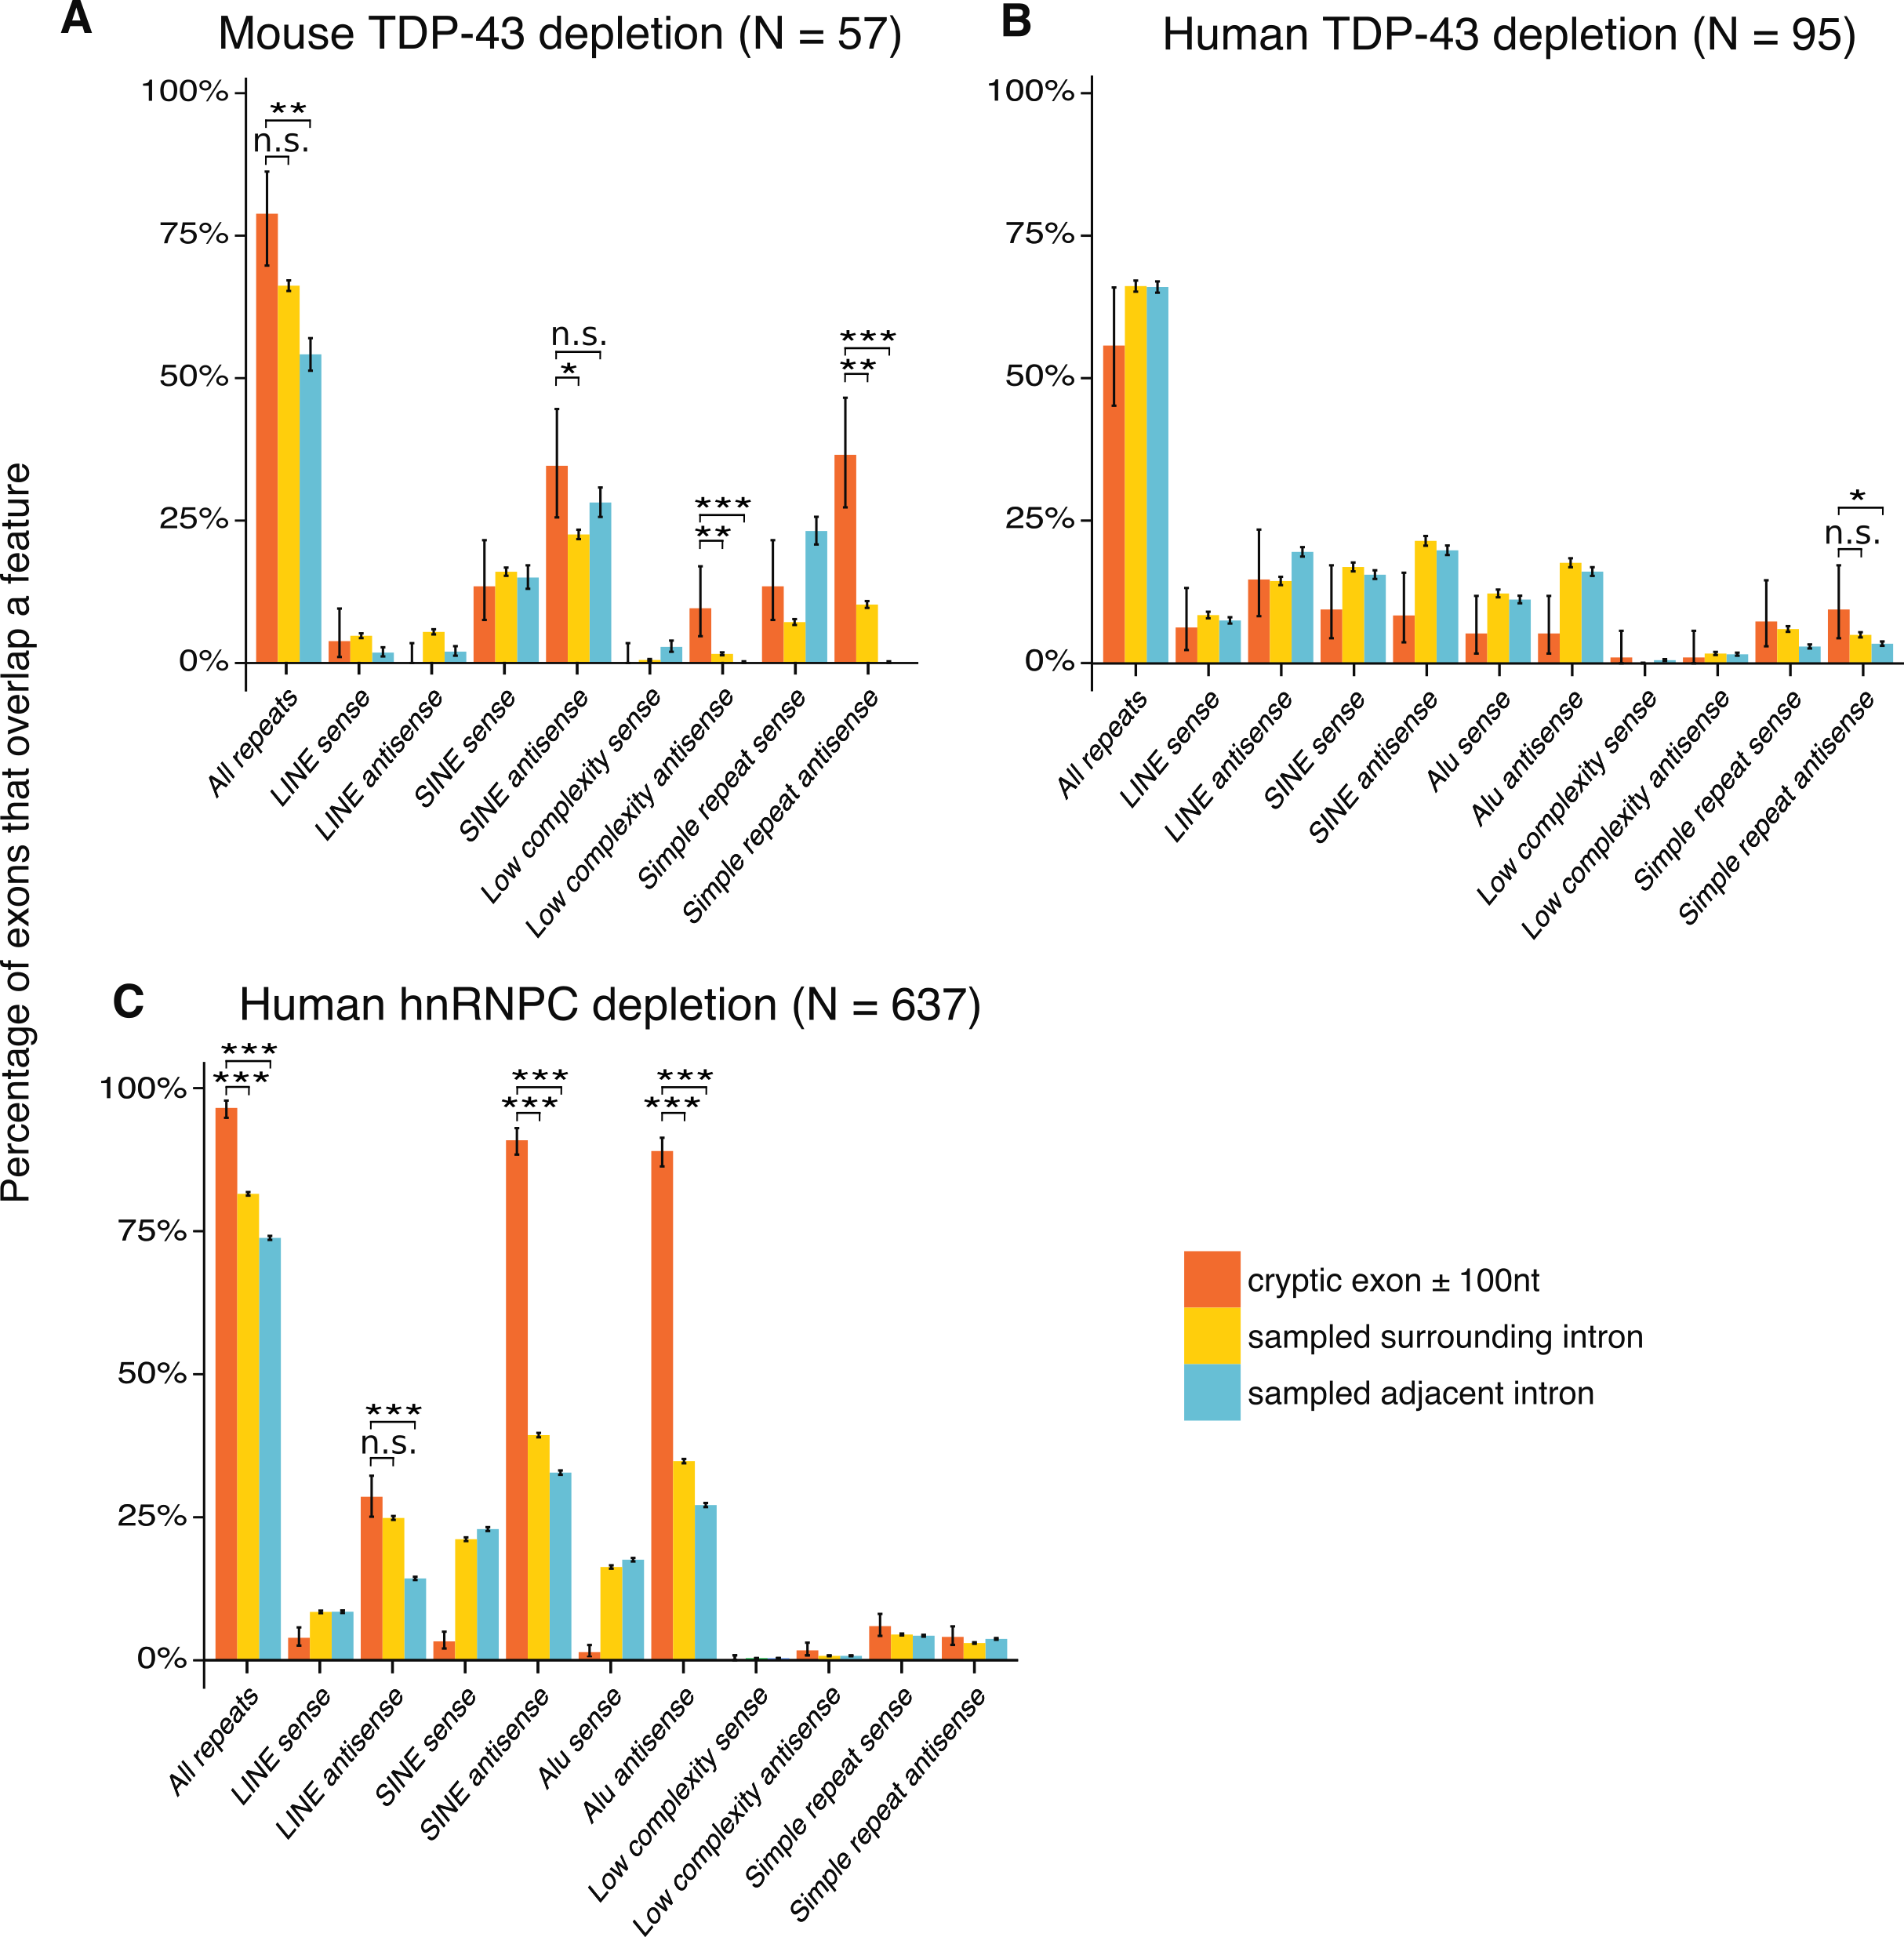 Percentage of exons that overlap a feature
A
Mouse TDP-43 depletion (N = 57)
100%
75%
50%
25%
0%
**
n.s.
n.s.
*
***
**
***
**
All repeats
LINE sense
LINE antisense
SINE sense
SINE antisense
Low complexity sense
Low complexity antisense
Simple repeat sense
Simple repeat antisense
B
Human TDP-43 depletion (N = 95)
100%
75%
50%
25%
0%
*
n.s.
All repeats
LINE sense
LINE antisense
SINE sense
SINE antisense
Alu sense
Alu antisense
Low complexity sense
Low complexity antisense
Simple repeat sense
Simple repeat antisense
C
Human hnRNPC depletion (N = 637)
100%
75%
50%
25%
0%
***
***
***
n.s.
***
***
***
***
All repeats
LINE sense
LINE antisense
SINE sense
SINE antisense
Alu sense
Alu antisense
Low complexity sense
Low complexity antisense
Simple repeat sense
Simple repeat antisense
cryptic exon ± 100nt
sampled surrounding intron
sampled adjacent intron